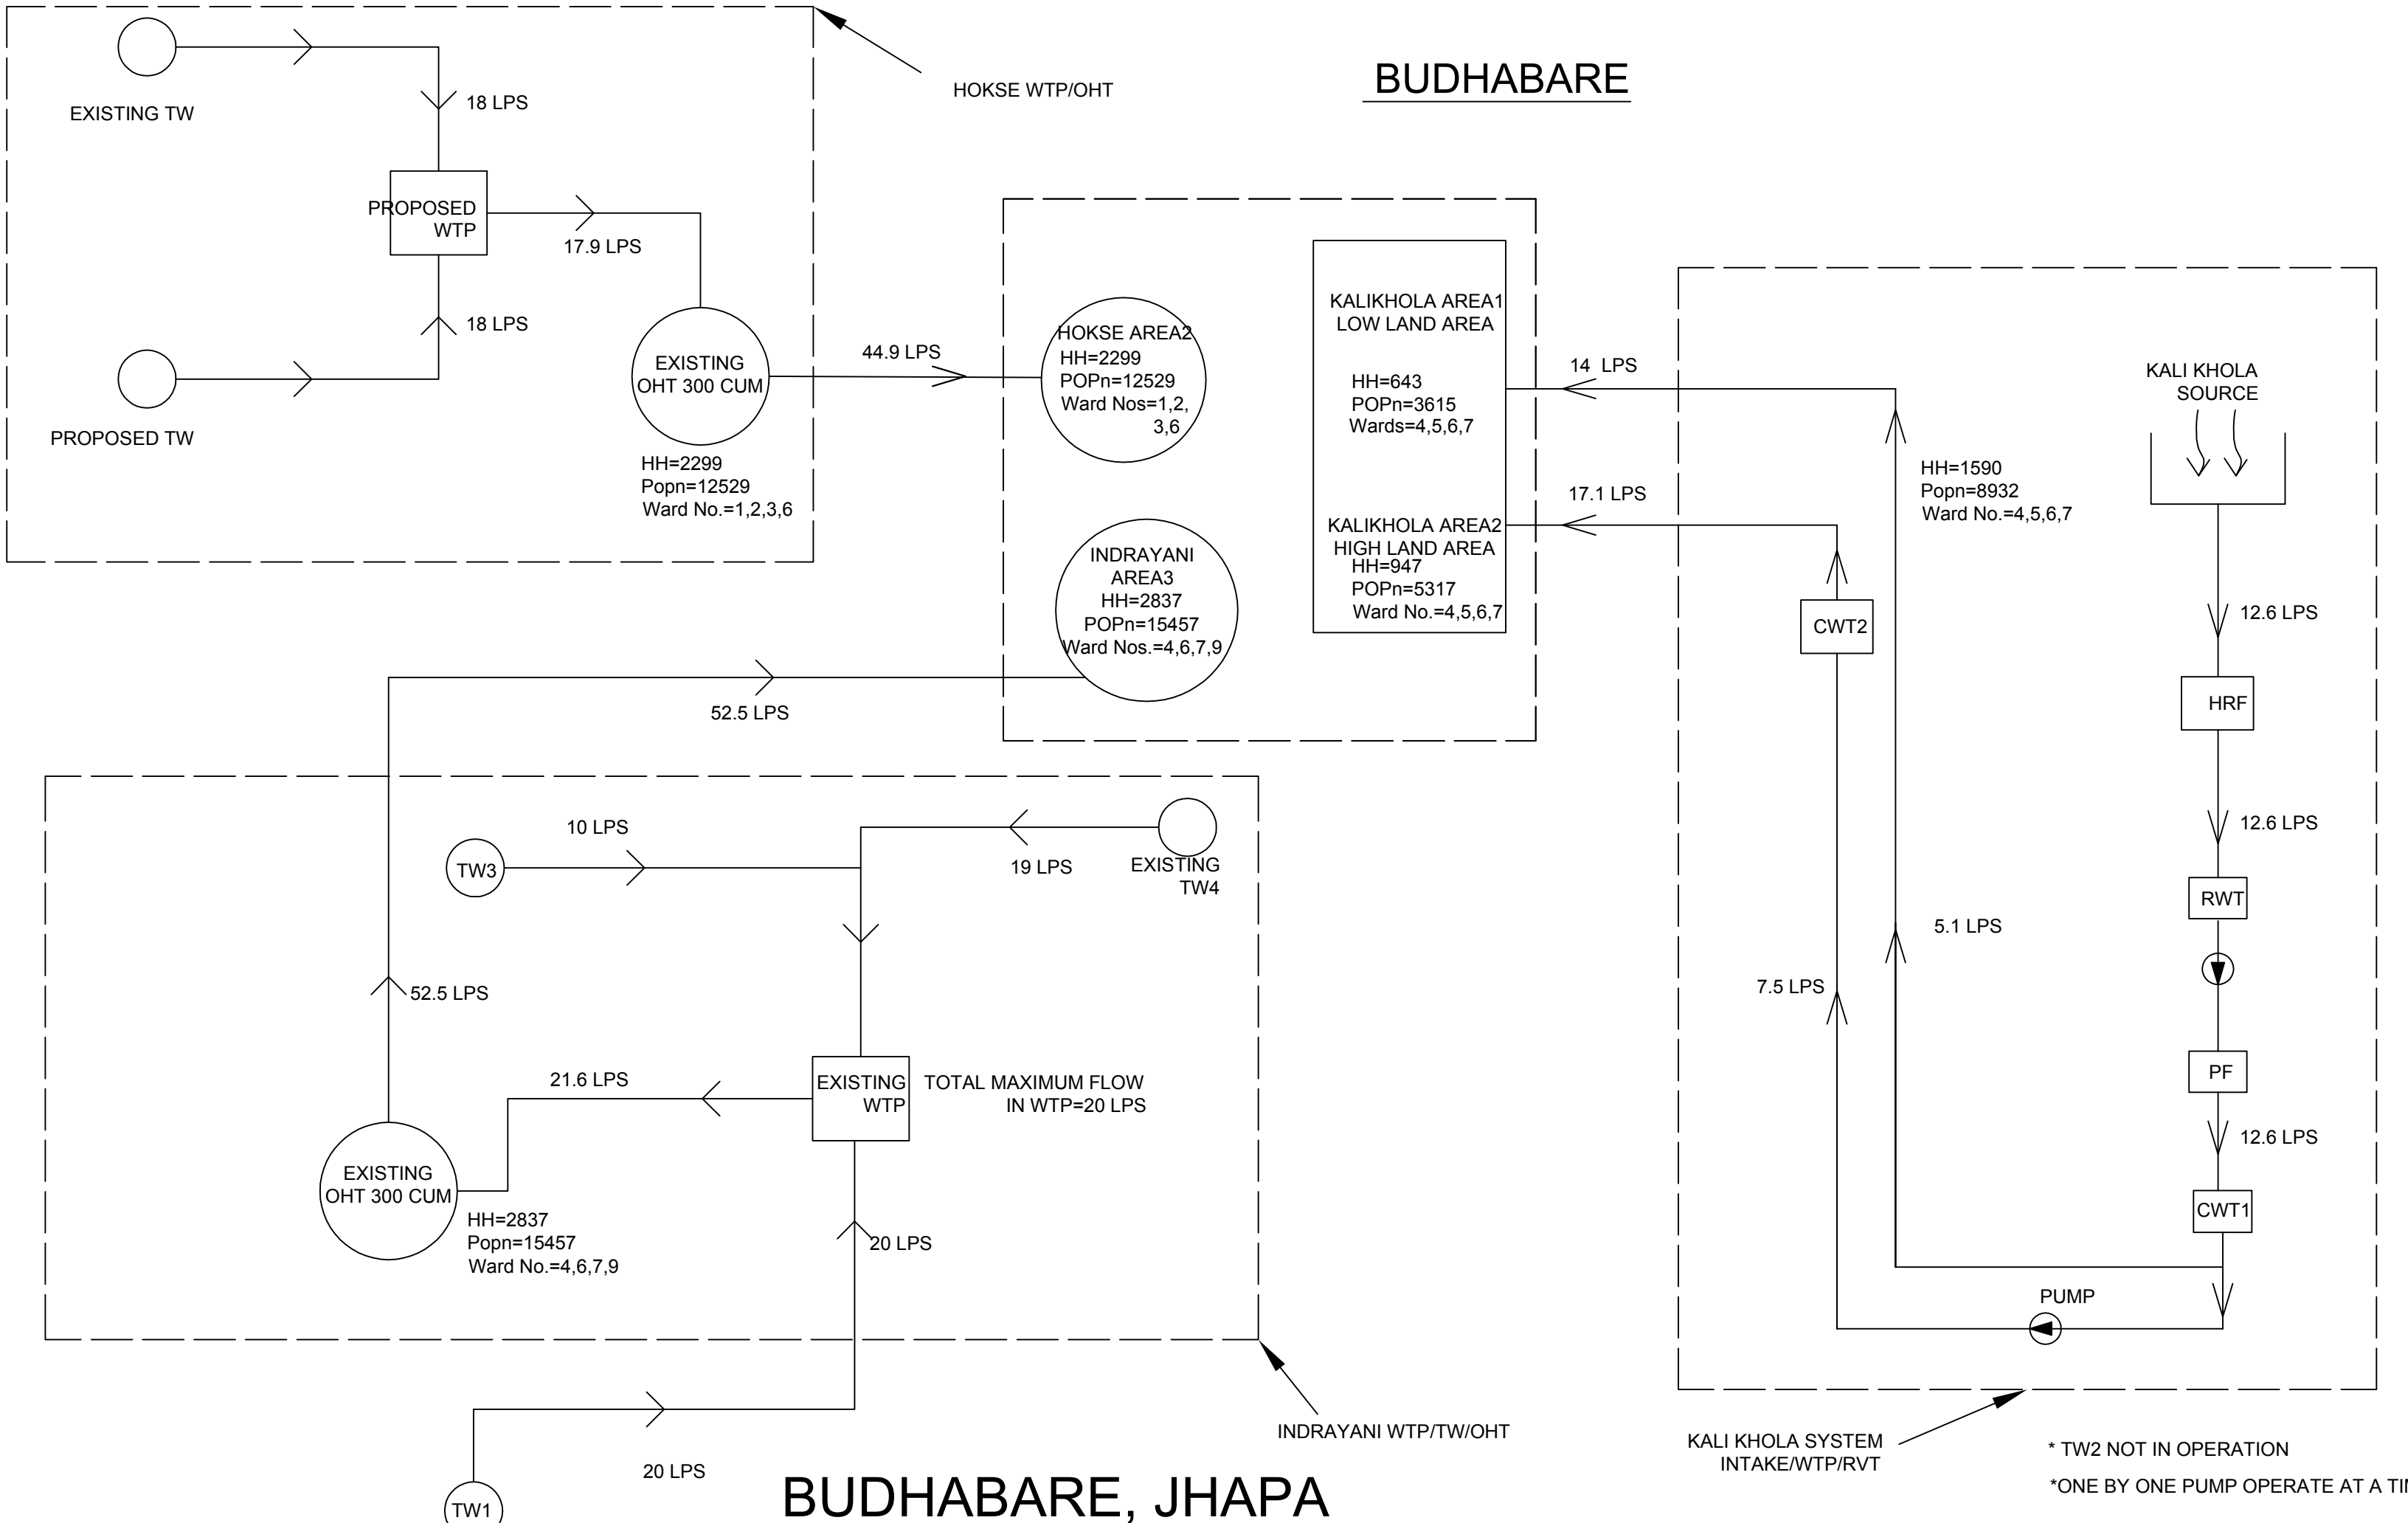 BUDHABARE
HOKSE WTP/OHT
EXISTING TW
18 LPS
PROPOSED
WTP
17.9 LPS
18 LPS
PROPOSED TW
EXISTING
OHT 300 CUM
HH=2299
Popn=12529
Ward No.=1,2,3,6
44.9 LPS
HOKSE AREA2
HH=2299
POPn=12529
Ward Nos=1,2,
3,6
INDRAYANI
AREA3
HH=2837
POPn=15457
Ward Nos.=4,6,7,9
KALIKHOLA AREA1
LOW LAND AREA
HH=643
POPn=3615
Wards=4,5,6,7
KALIKHOLA AREA2
HIGH LAND AREA
HH=947
POPn=5317
Ward No.=4,5,6,7
14 LPS
17.1 LPS
HH=1590
Popn=8932
Ward No.=4,5,6,7
KALI KHOLA
SOURCE
12.6 LPS
HRF
12.6 LPS
RWT
PF
12.6 LPS
CWT1
CWT2
5.1 LPS
7.5 LPS
PUMP
52.5 LPS
10 LPS
TW3
19 LPS
EXISTING
TW4
52.5 LPS
21.6 LPS
EXISTING
WTP
TOTAL MAXIMUM FLOW
IN WTP=20 LPS
EXISTING
OHT 300 CUM
HH=2837
Popn=15457
Ward No.=4,6,7,9
20 LPS
20 LPS
TW1
INDRAYANI WTP/TW/OHT
KALI KHOLA SYSTEM
INTAKE/WTP/RVT
* TW2 NOT IN OPERATION
*ONE BY ONE PUMP OPERATE AT A
BUDHABARE, JHAPA